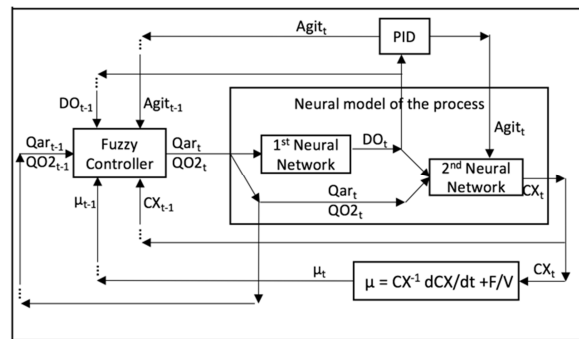 Agit_t
PID
DO_t-1
Agit_t-1
Neural model of the process
Agit_t
Qar_t-1
QO2_t-1
Fuzzy
Controller
Qar_t
QO2_t
1st Neural
Network
DO_t
2nd Neural
Network
Qar_t
QO2_t
CX_t
μ_t-1
CX_t-1
μ_t
μ = CX^-1 dCX/dt +F/V
CX_t